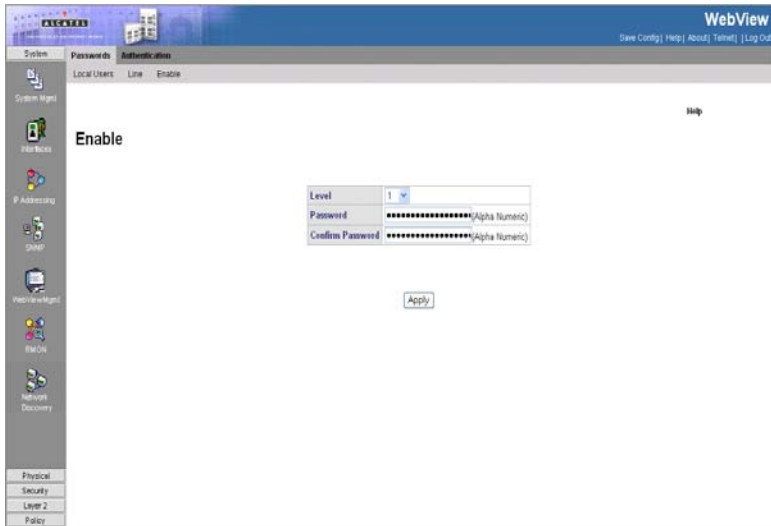 ALCATEL
WebView
Save Config| Help| About| Telnet| |Log Out
System
Passwords Authentication
Local Users Line Enable
System Mgmt
Help
Enable
Interfaces
IP Addressing
Level 1
Password (Alpha Numeric)
Confirm Password (Alpha Numeric)
SNMP
WebViewMgmt
Apply
RMON
Network
Discovery
Physical
Security
Layer 2
Policy